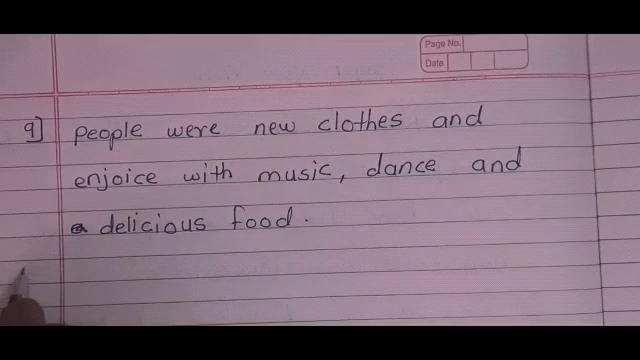 Page No.
Date
9] people were new clothes and
enjoice with music, dance and
delicious food.